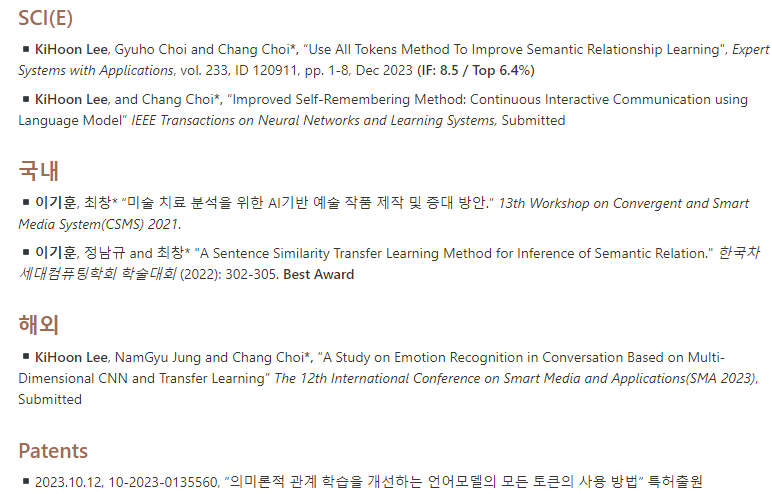 SCI(E)
▪ KiHoon Lee, Gyuho Choi and Chang Choi*, “Use All Tokens Method To Improve Semantic Relationship Learning", Expert
Systems with Applications, vol. 233, ID 120911, pp. 1-8, Dec 2023 (IF: 8.5 / Top 6.4%)
▪ KiHoon Lee, and Chang Choi*, “Improved Self-Remembering Method: Continuous Interactive Communication using
Language Model” IEEE Transactions on Neural Networks and Learning Systems, Submitted
국내
▪ 이기훈, 최창* “미술 치료 분석을 위한 AI기반 예술 작품 제작 및 증대 방안.” 13th Workshop on Convergent and Smart
Media System(CSMS) 2021.
▪ 이기훈, 정남규 and 최창* "A Sentence Similarity Transfer Learning Method for Inference of Semantic Relation." 한국차
세대컴퓨팅학회 학술대회 (2022): 302-305. Best Award
해외
▪ KiHoon Lee, NamGyu Jung and Chang Choi*, “A Study on Emotion Recognition in Conversation Based on Multi-
Dimensional CNN and Transfer Learning” The 12th International Conference on Smart Media and Applications(SMA 2023),
Submitted
Patents
▪ 2023.10.12, 10-2023-0135560, “의미론적 관계 학습을 개선하는 언어모델의 모든 토큰의 사용 방법” 특허출원